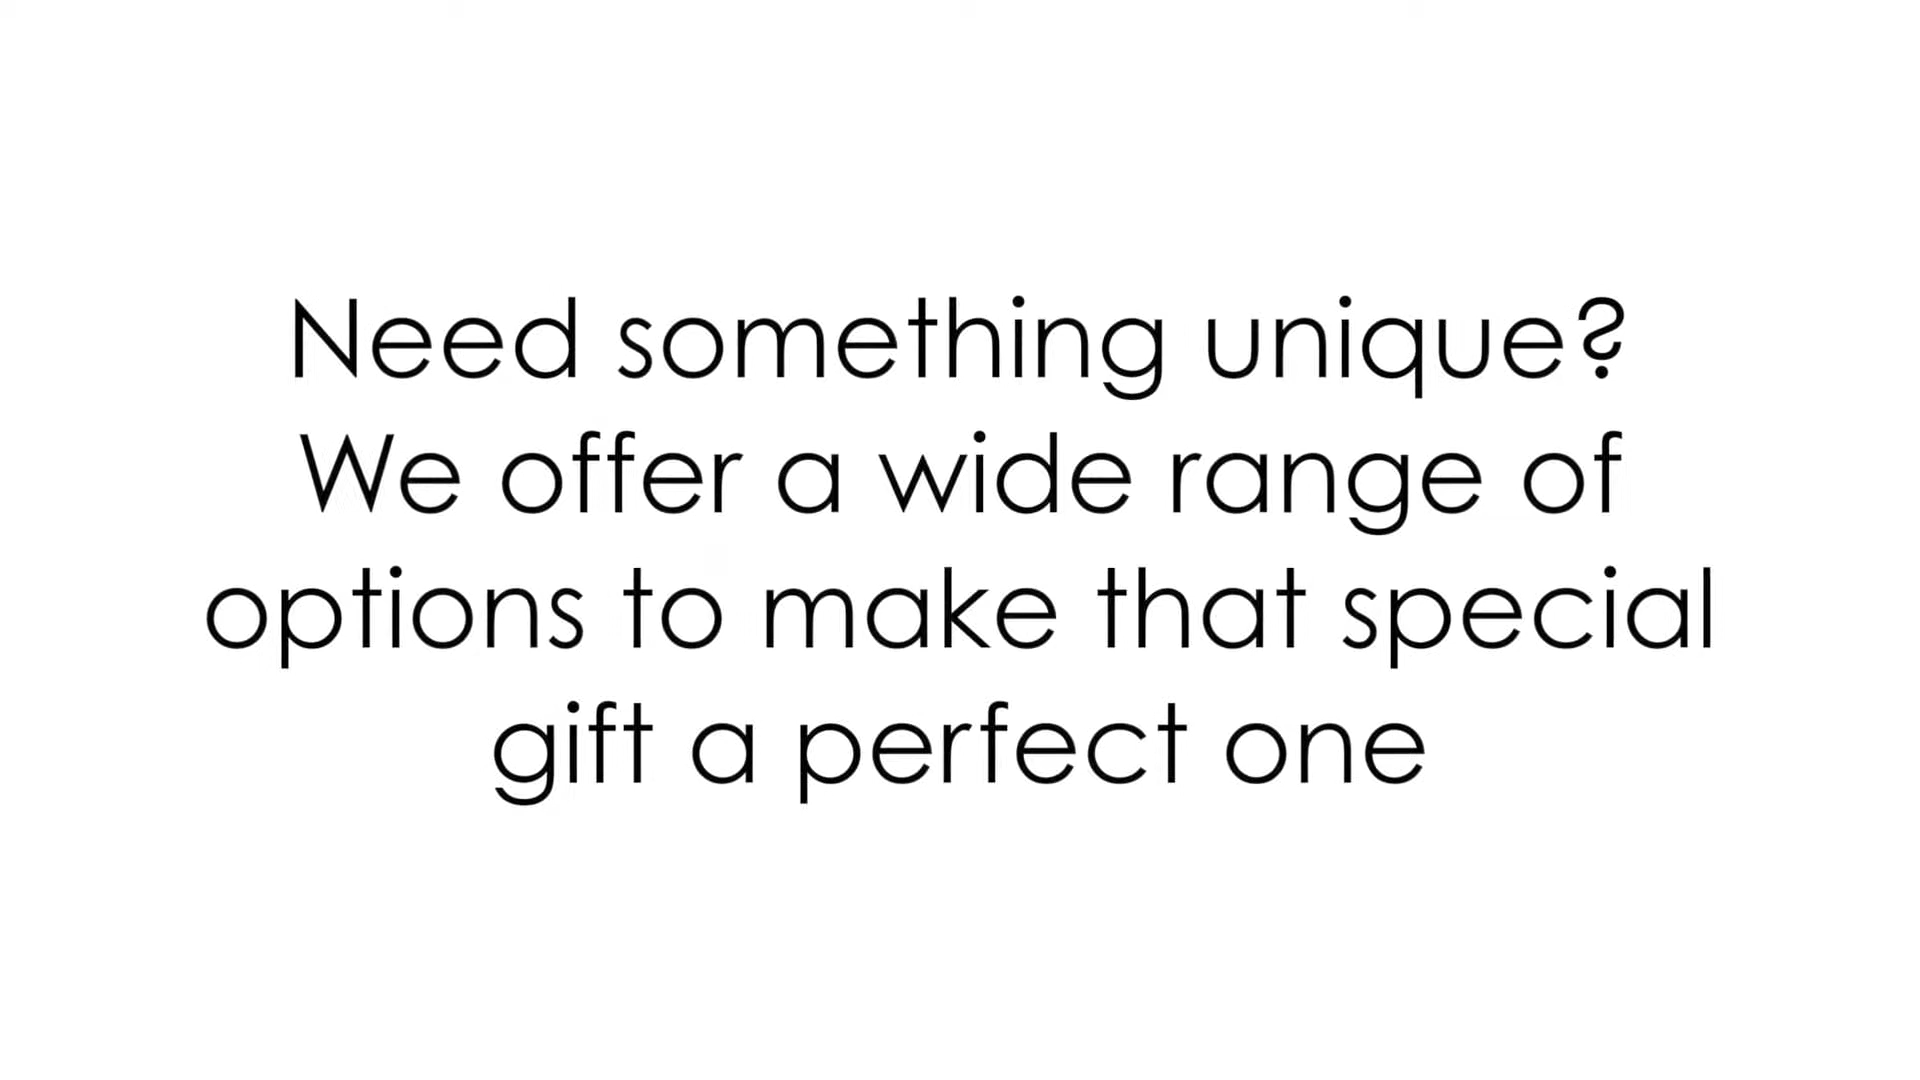 Need something unique?
We offer a wide range of
options to make that special
gift a perfect one